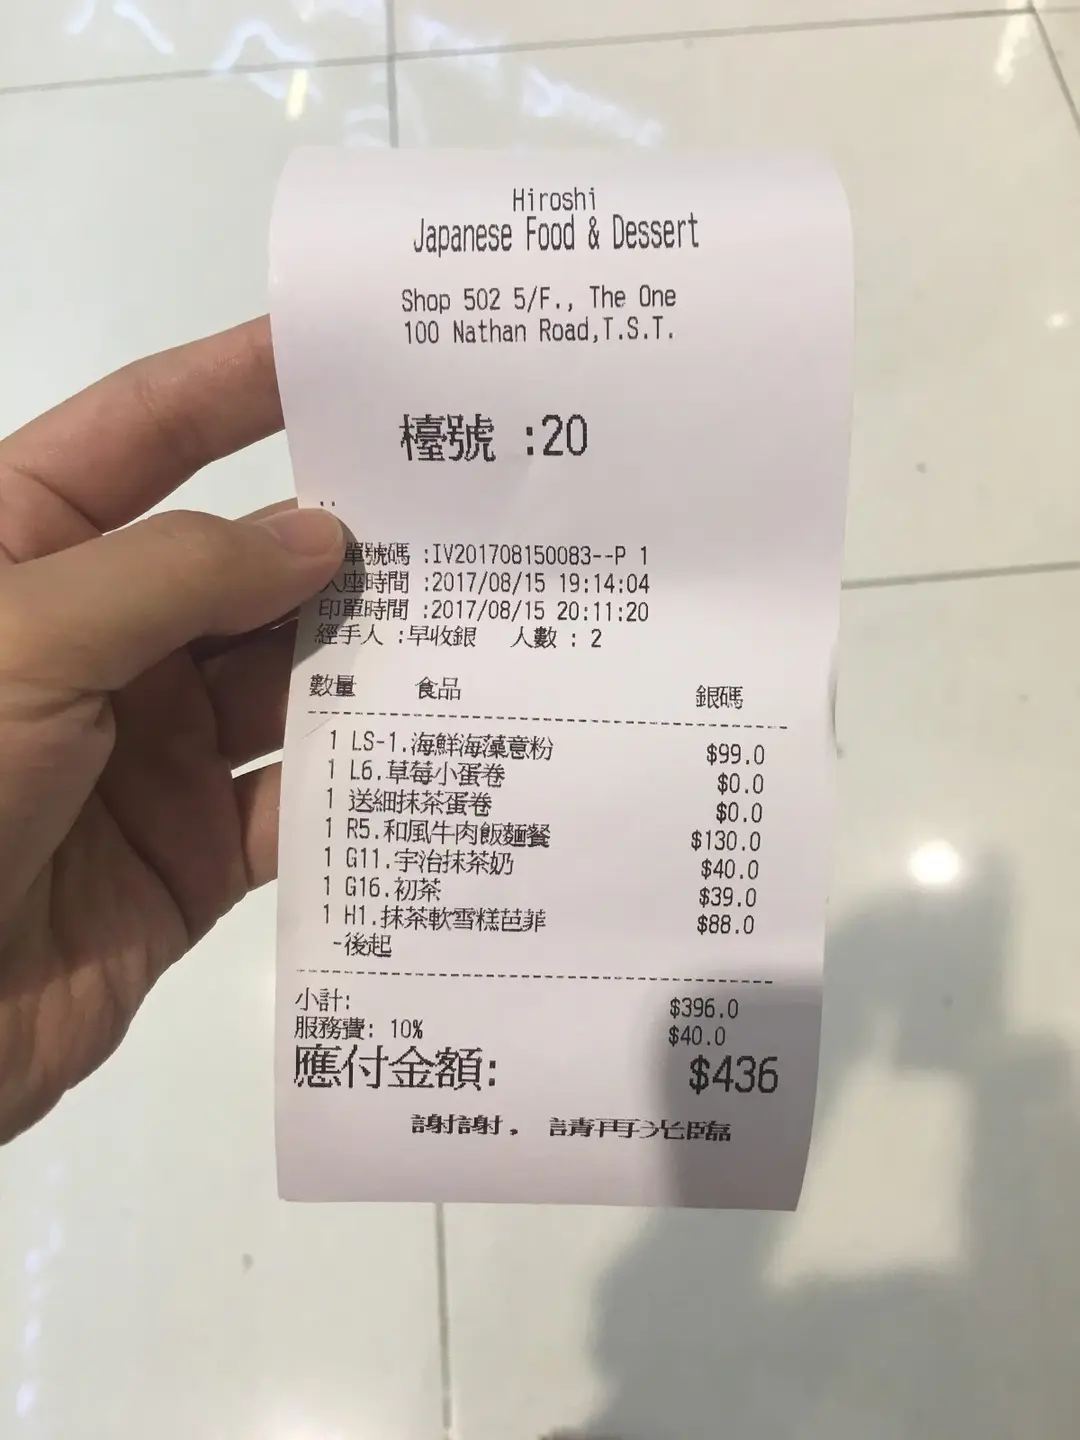 Hiroshi
Japanese Food & Dessert
Shop 502 5/F., The One
100 Nathan Road,T.S.T.
檯號 :20
單號碼 :IV201708150083--P 1
入座時間 :2017/08/15 19:14:04
印單時間 :2017/08/15 20:11:20
經手人 :早收銀 人數 : 2
數量 食品 銀碼
1 LS-1.海鮮海藻意粉 $99.0
1 L6.草莓小蛋卷 $0.0
1 送細抹茶蛋卷 $0.0
1 R5.和風牛肉飯麵餐 $130.0
1 G11.宇治抹茶奶 $40.0
1 G16.初茶 $39.0
1 H1.抹茶軟雪糕芭菲 $88.0
-後起
小計: $396.0
服務費: 10% $40.0
應付金額: $436
謝謝. 請再光臨